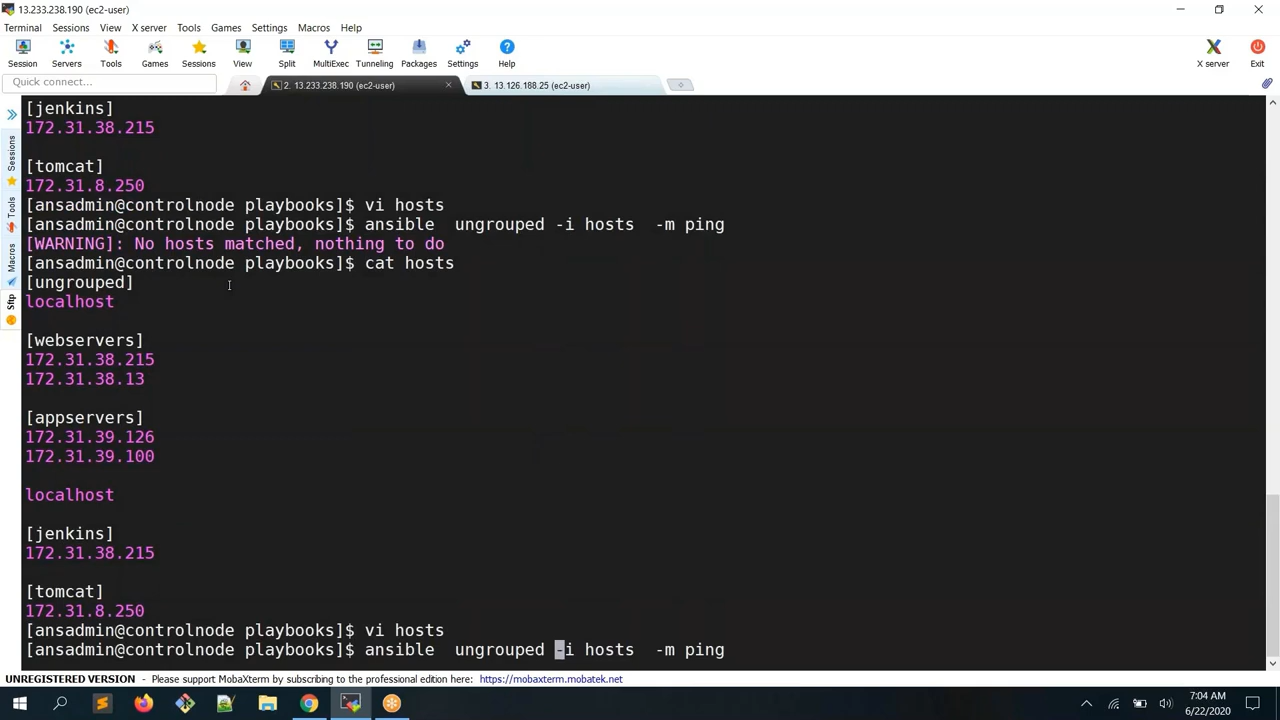 13.233.238.190 (ec2-user)
Terminal Sessions View X server Tools Games Settings Macros Help
Session Servers Tools Games Sessions View Split MultiExec Tunneling Packages Settings Help X server Exit
Quick connect...
2. 13.233.238.190 (ec2-user)
3. 13.126.188.25 (ec2-user)
Sessions
Tools
Macros
Sftp
[jenkins]
172.31.38.215
[tomcat]
172.31.8.250
[ansadmin@controlnode playbooks]$ vi hosts
[ansadmin@controlnode playbooks]$ ansible  ungrouped -i hosts  -m ping
[WARNING]: No hosts matched, nothing to do
[ansadmin@controlnode playbooks]$ cat hosts
[ungrouped]
localhost
[webservers]
172.31.38.215
172.31.38.13
[appservers]
172.31.39.126
172.31.39.100
localhost
[jenkins]
172.31.38.215
[tomcat]
172.31.8.250
[ansadmin@controlnode playbooks]$ vi hosts
[ansadmin@controlnode playbooks]$ ansible  ungrouped -i hosts  -m ping
UNREGISTERED VERSION - Please support MobaXterm by subscribing to the professional edition here: https://mobaxterm.mobatek.net
7:04 AM
6/22/2020